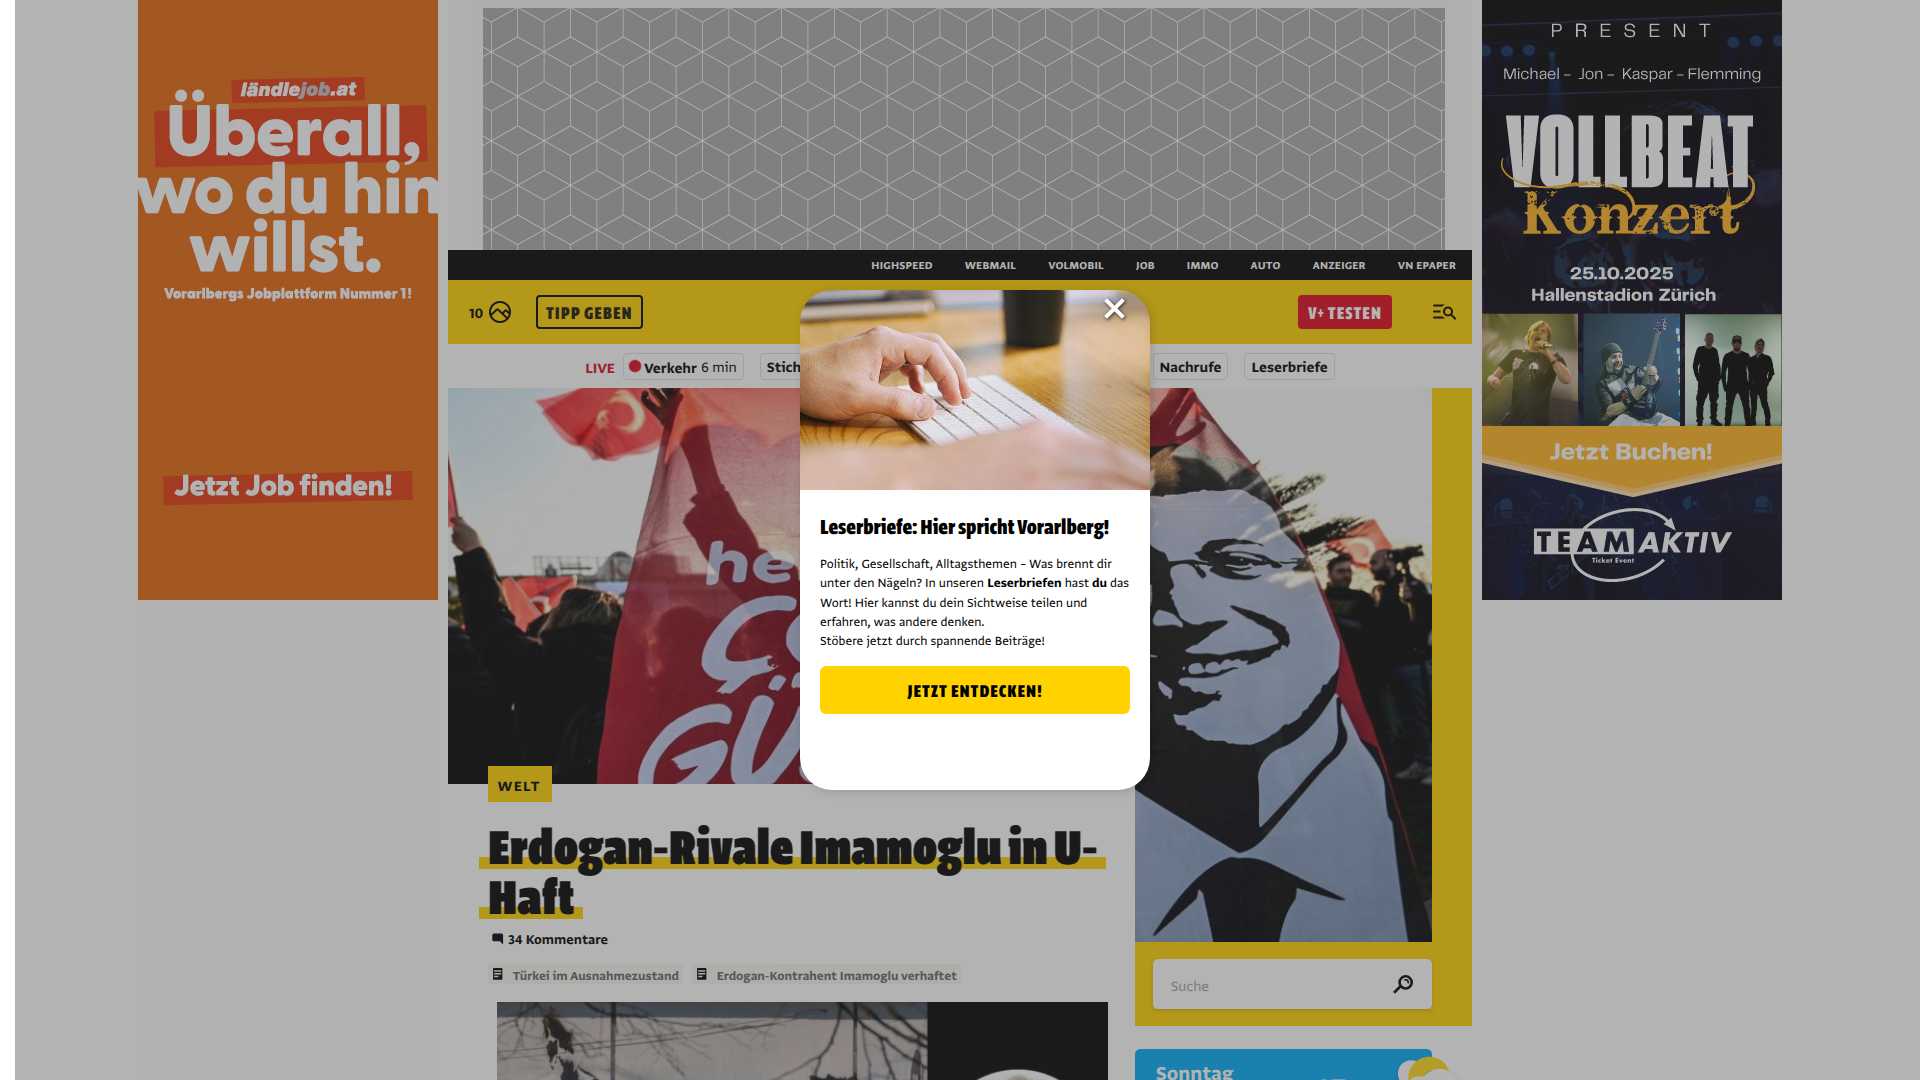 ländlejob.at
Überall,
wo du hin
willst.
Vorarlbergs Jobplattform Nummer 1!
Jetzt Job finden!
PRESENT
Michael - Jon - Kaspar - Flemming
VOLLBEAT
Konzert
25.10.2025
Hallenstadion Zürich
Jetzt Buchen!
TEAM AKTIV
Ticket Event
HIGHSPEED WEBMAIL VOLMOBIL JOB IMMO AUTO ANZEIGER VN EPAPER
10 TIPP GEBEN V+ TESTEN
LIVE Verkehr 6 min Stich Nachrufe Leserbriefe
he
Leserbriefe: Hier spricht Vorarlberg!
Politik, Gesellschaft, Alltagsthemen – Was brennt dir
unter den Nägeln? In unseren Leserbriefen hast du das
Wort! Hier kannst du dein Sichtweise teilen und
erfahren, was andere denken.
Stöbere jetzt durch spannende Beiträge!
JETZT ENTDECKEN!
WELT
Erdogan-Rivale Imamoglu in U-
Haft
34 Kommentare
Türkei im Ausnahmezustand Erdogan-Kontrahent Imamoglu verhaftet
Suche
Sonntag